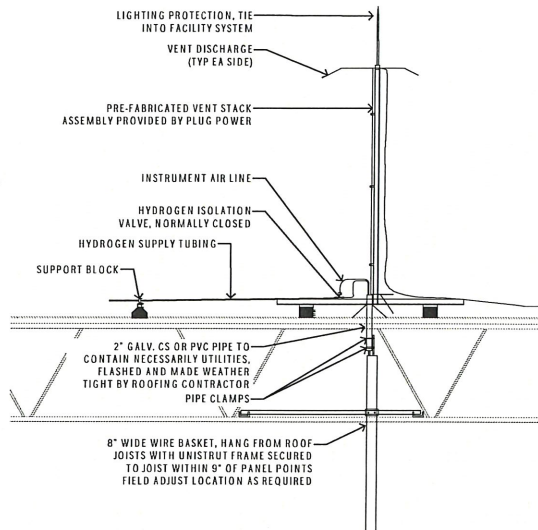 LIGHTING PROTECTION, TIE
INTO FACILITY SYSTEM
VENT DISCHARGE
(TYP EA SIDE)
PRE-FABRICATED VENT STACK
ASSEMBLY PROVIDED BY PLUG POWER
INSTRUMENT AIR LINE
HYDROGEN ISOLATION
VALVE, NORMALLY CLOSED
HYDROGEN SUPPLY TUBING
SUPPORT BLOCK
2" GALV. CS OR PVC PIPE TO
CONTAIN NECESSARILY UTILITIES,
FLASHED AND MADE WEATHER
TIGHT BY ROOFING CONTRACTOR
PIPE CLAMPS
8" WIDE WIRE BASKET, HANG FROM ROOF
JOISTS WITH UNISTRUT FRAME SECURED
TO JOIST WITHIN 9" OF PANEL POINTS
FIELD ADJUST LOCATION AS REQUIRED